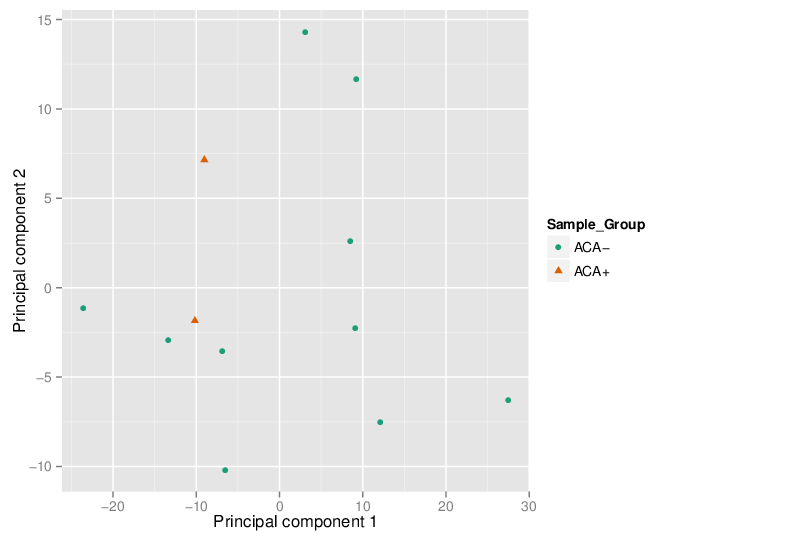 15
10
5
0
−5
−10
Principal component 2
−20
−10
0
10
20
30
Principal component 1
Sample_Group
ACA−
ACA+